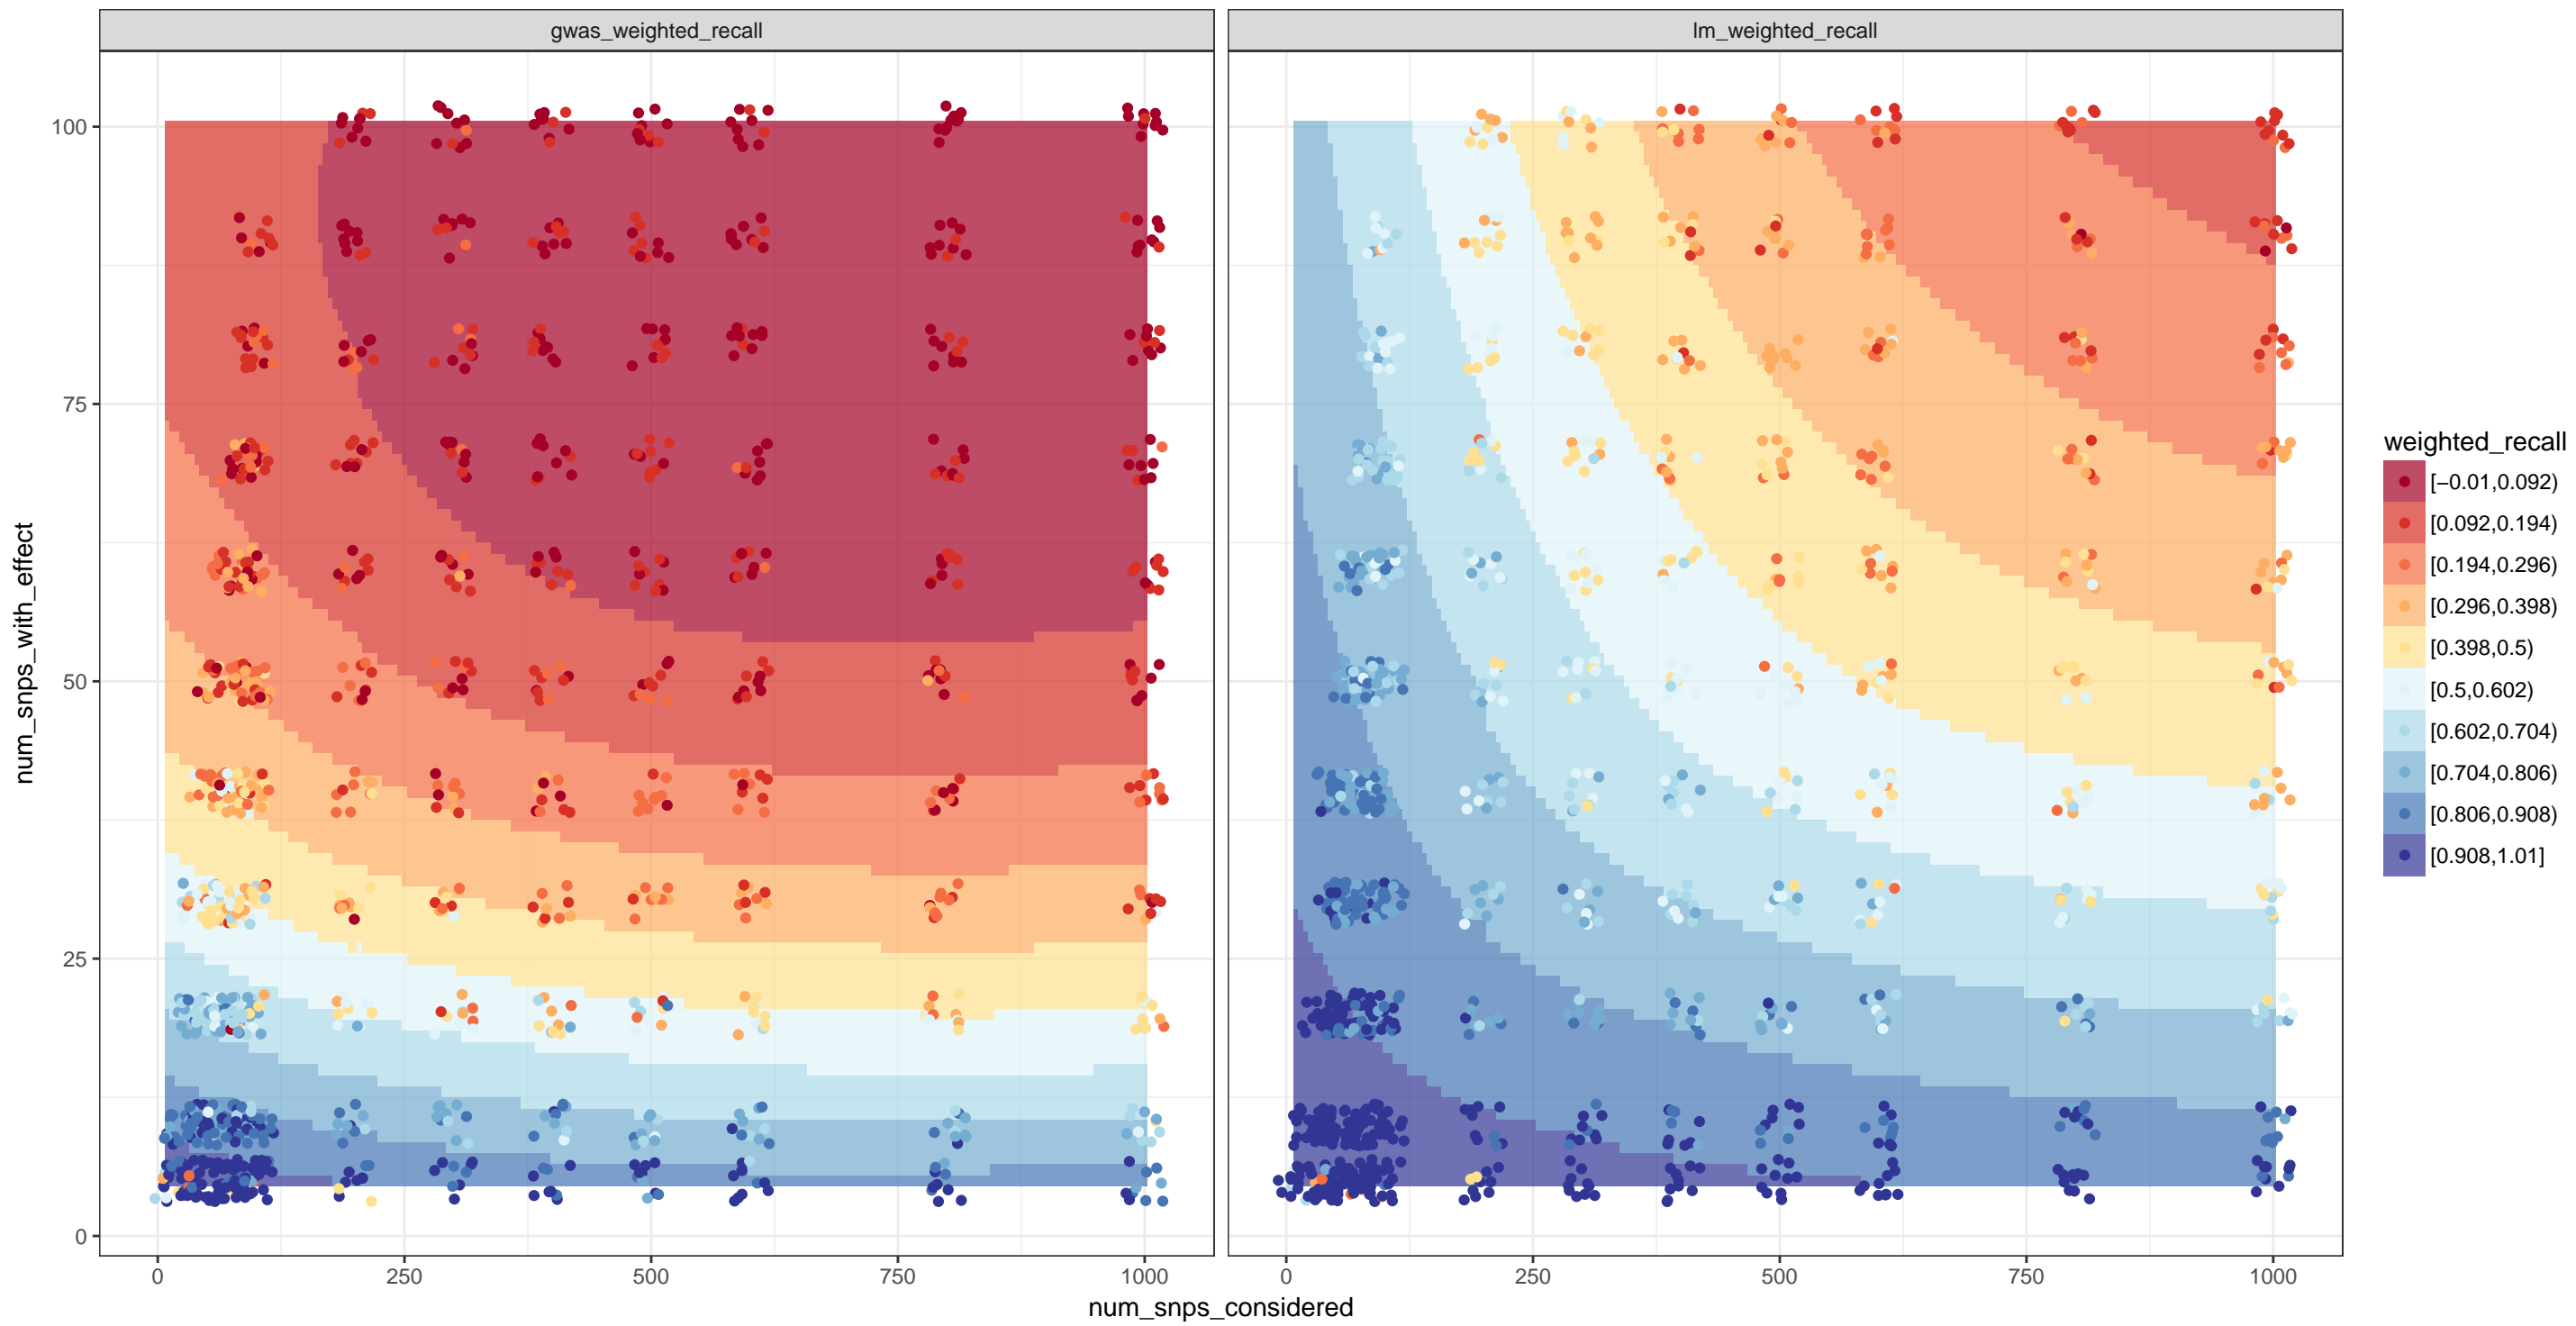 gwas_weighted_recall
lm_weighted_recall
num_snps_with_effect
100
75
50
25
0
0 250 500 750 1000
0 250 500 750 1000
num_snps_considered
weighted_recall
[−0.01,0.092)
[0.092,0.194)
[0.194,0.296)
[0.296,0.398)
[0.398,0.5)
[0.5,0.602)
[0.602,0.704)
[0.704,0.806)
[0.806,0.908)
[0.908,1.01]